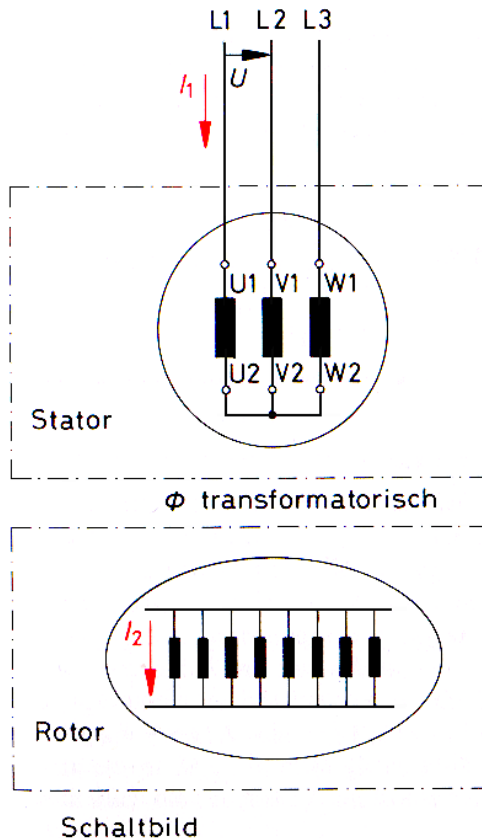 L1 L2 L3
U
I1
U1 V1 W1
U2 V2 W2
Stator
Φ transformatorisch
I2
Rotor
Schaltbild